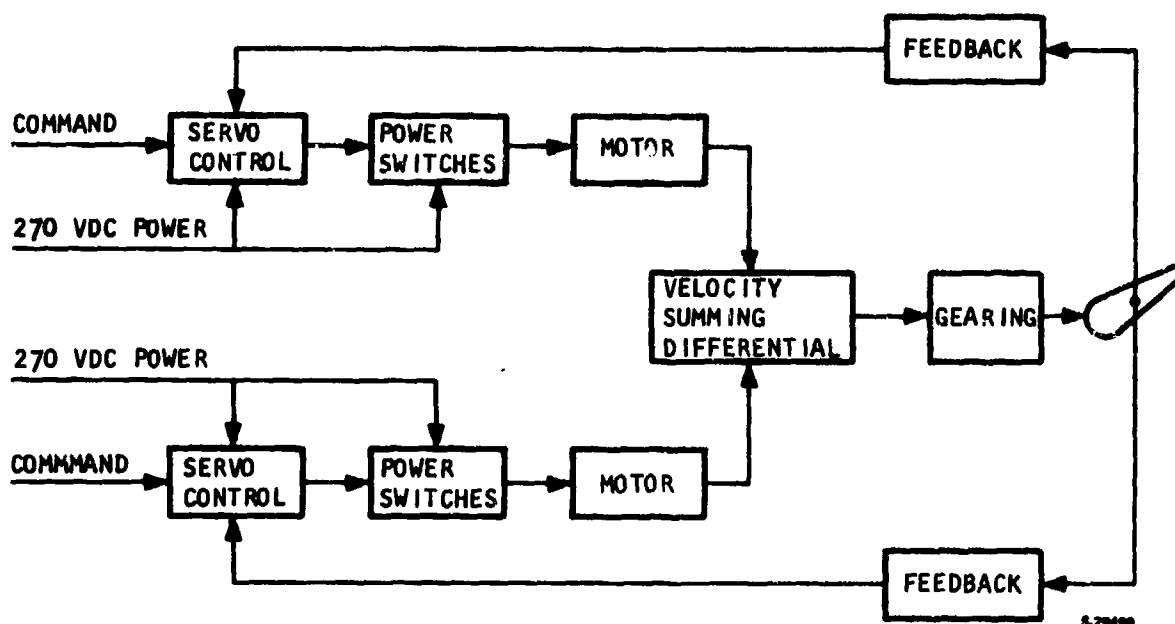 FEEDBACK
COMMAND
SERVO
CONTROL
POWER
SWITCHES
MOTOR
270 VDC POWER
VELOCITY
SUMMING
DIFFERENTIAL
GEARING
270 VDC POWER
COMMMAND
SERVO
CONTROL
POWER
SWITCHES
MOTOR
FEEDBACK